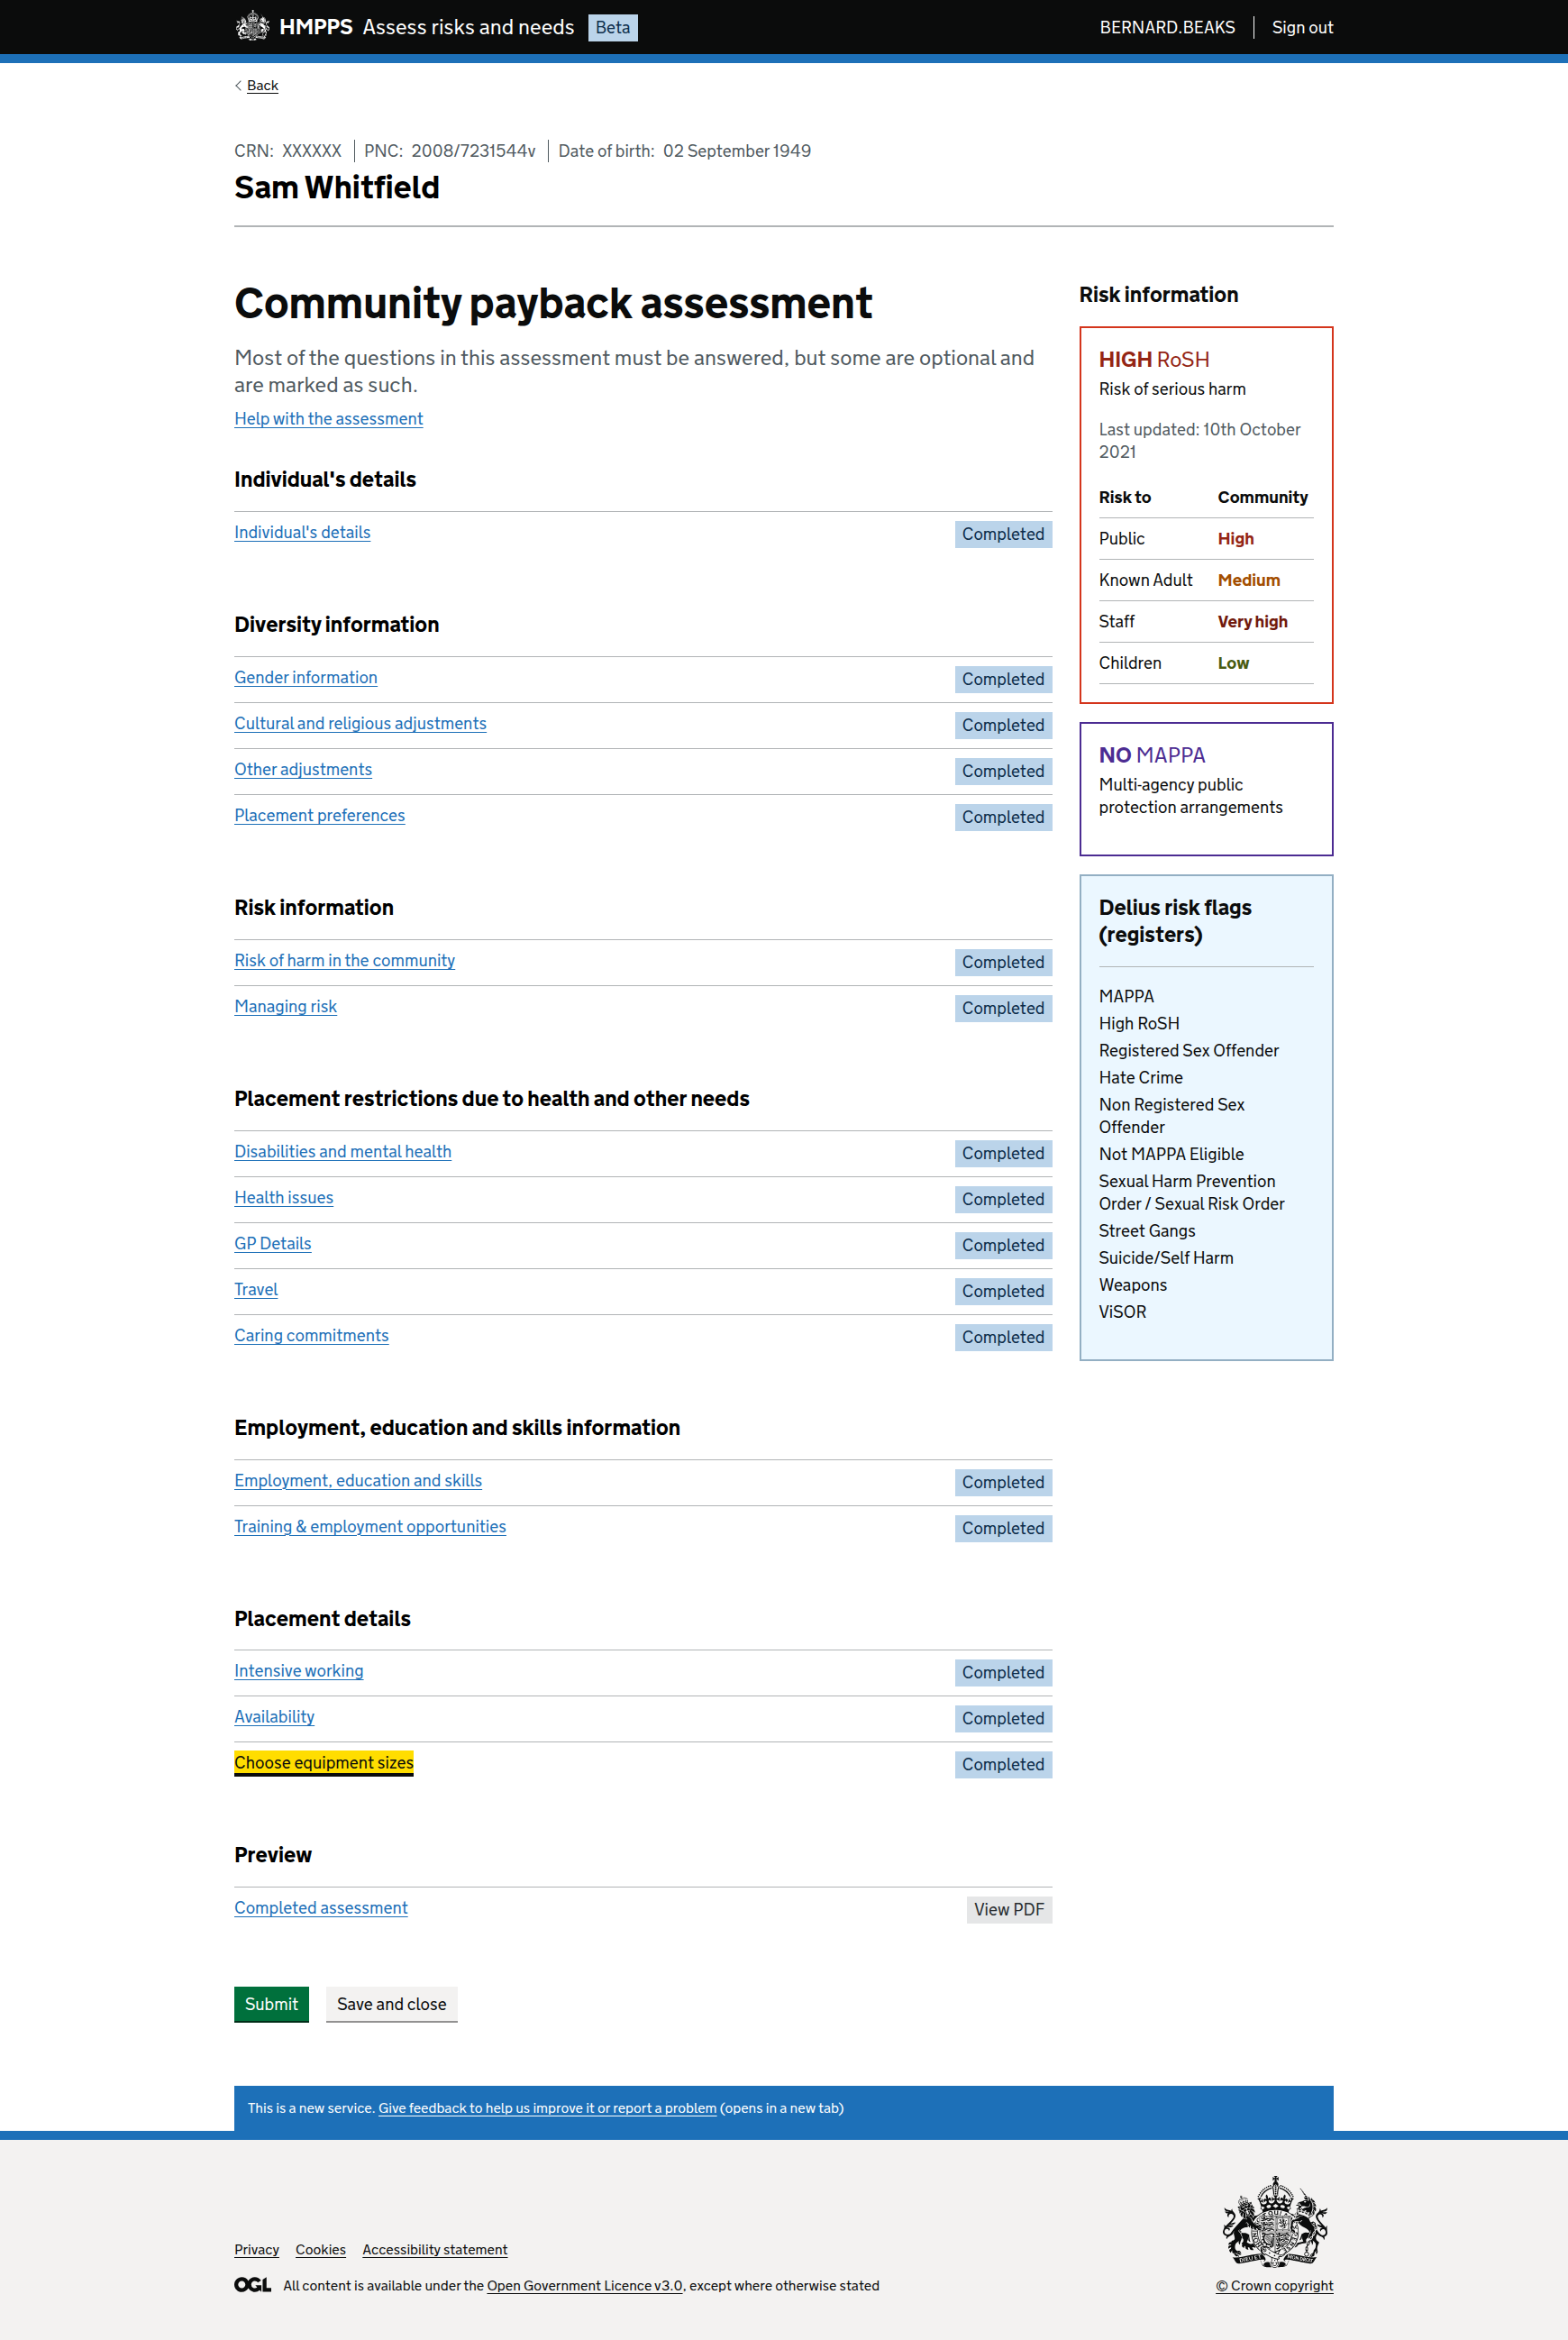 HMPPS Assess risks and needs Beta
BERNARD.BEAKS Sign out
Back
CRN: XXXXXX PNC: 2008/7231544v Date of birth: 02 September 1949
Sam Whitfield
Community payback assessment
Most of the questions in this assessment must be answered, but some are optional and
are marked as such.
Help with the assessment
Individual's details
Individual's details Completed
Diversity information
Gender information Completed
Cultural and religious adjustments Completed
Other adjustments Completed
Placement preferences Completed
Risk information
Risk of harm in the community Completed
Managing risk Completed
Placement restrictions due to health and other needs
Disabilities and mental health Completed
Health issues Completed
GP Details Completed
Travel Completed
Caring commitments Completed
Employment, education and skills information
Employment, education and skills Completed
Training & employment opportunities Completed
Placement details
Intensive working Completed
Availability Completed
Choose equipment sizes Completed
Preview
Completed assessment View PDF
Submit Save and close
Risk information
HIGH RoSH
Risk of serious harm
Last updated: 10th October
2021
Risk to Community
Public High
Known Adult Medium
Staff Very high
Children Low
NO MAPPA
Multi-agency public
protection arrangements
Delius risk flags
(registers)
MAPPA
High RoSH
Registered Sex Offender
Hate Crime
Non Registered Sex
Offender
Not MAPPA Eligible
Sexual Harm Prevention
Order / Sexual Risk Order
Street Gangs
Suicide/Self Harm
Weapons
ViSOR
This is a new service. Give feedback to help us improve it or report a problem (opens in a new tab)
Privacy Cookies Accessibility statement
OGL All content is available under the Open Government Licence v3.0, except where otherwise stated
© Crown copyright